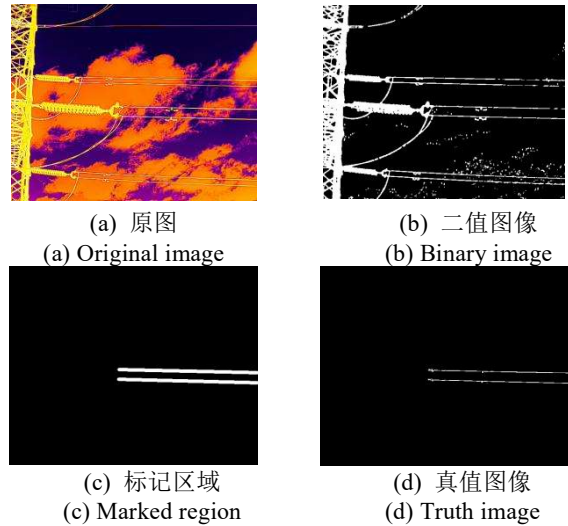 (a) 原图
(a) Original image
(b) 二值图像
(b) Binary image
(c) 标记区域
(c) Marked region
(d) 真值图像
(d) Truth image